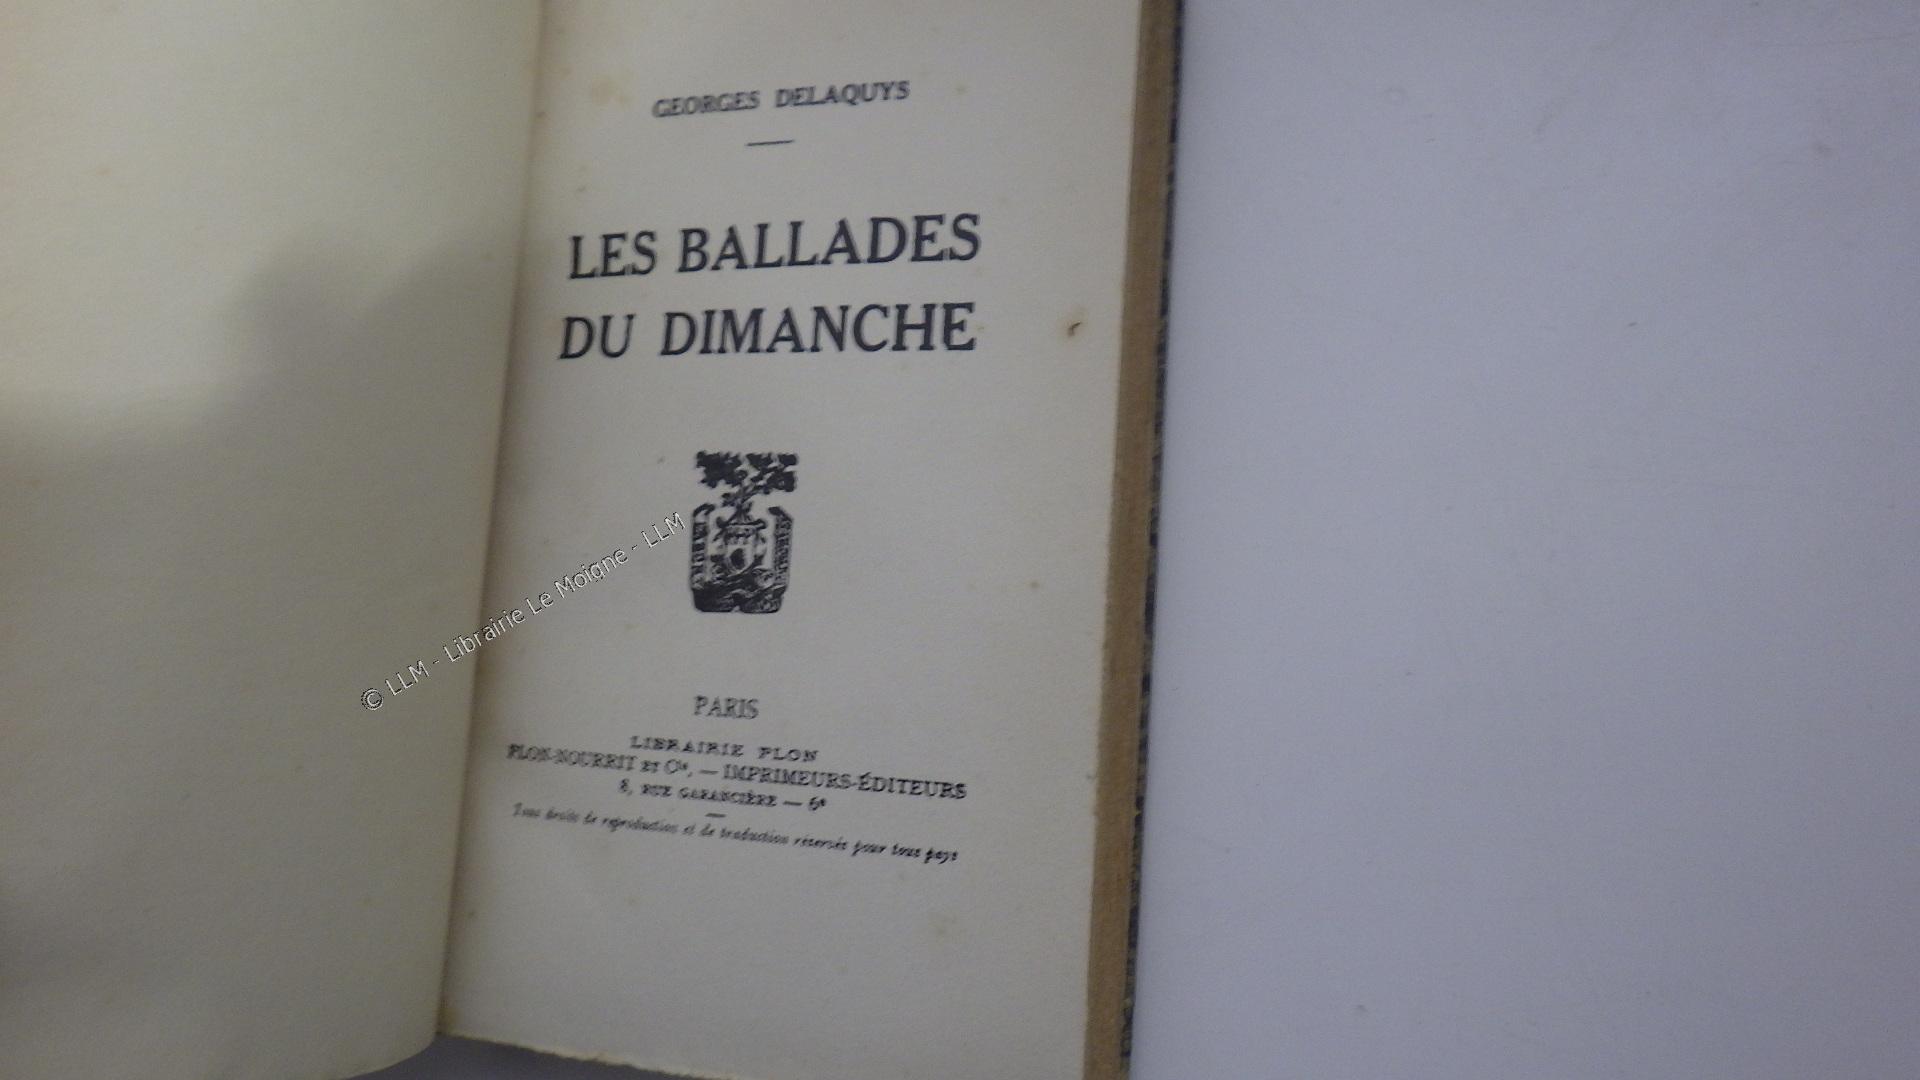 GEORGES DELAQUYS
LES BALLADES
DU DIMANCHE
© LLM - Librairie Le Moigne - LLM
PARIS
LIBRAIRIE PLON
PLON-NOURRIT ET Cie, — IMPRIMEURS-ÉDITEURS
8, RUE GARANCIÈRE — 6e
Tous droits de reproduction et de traduction réservés pour tous pays